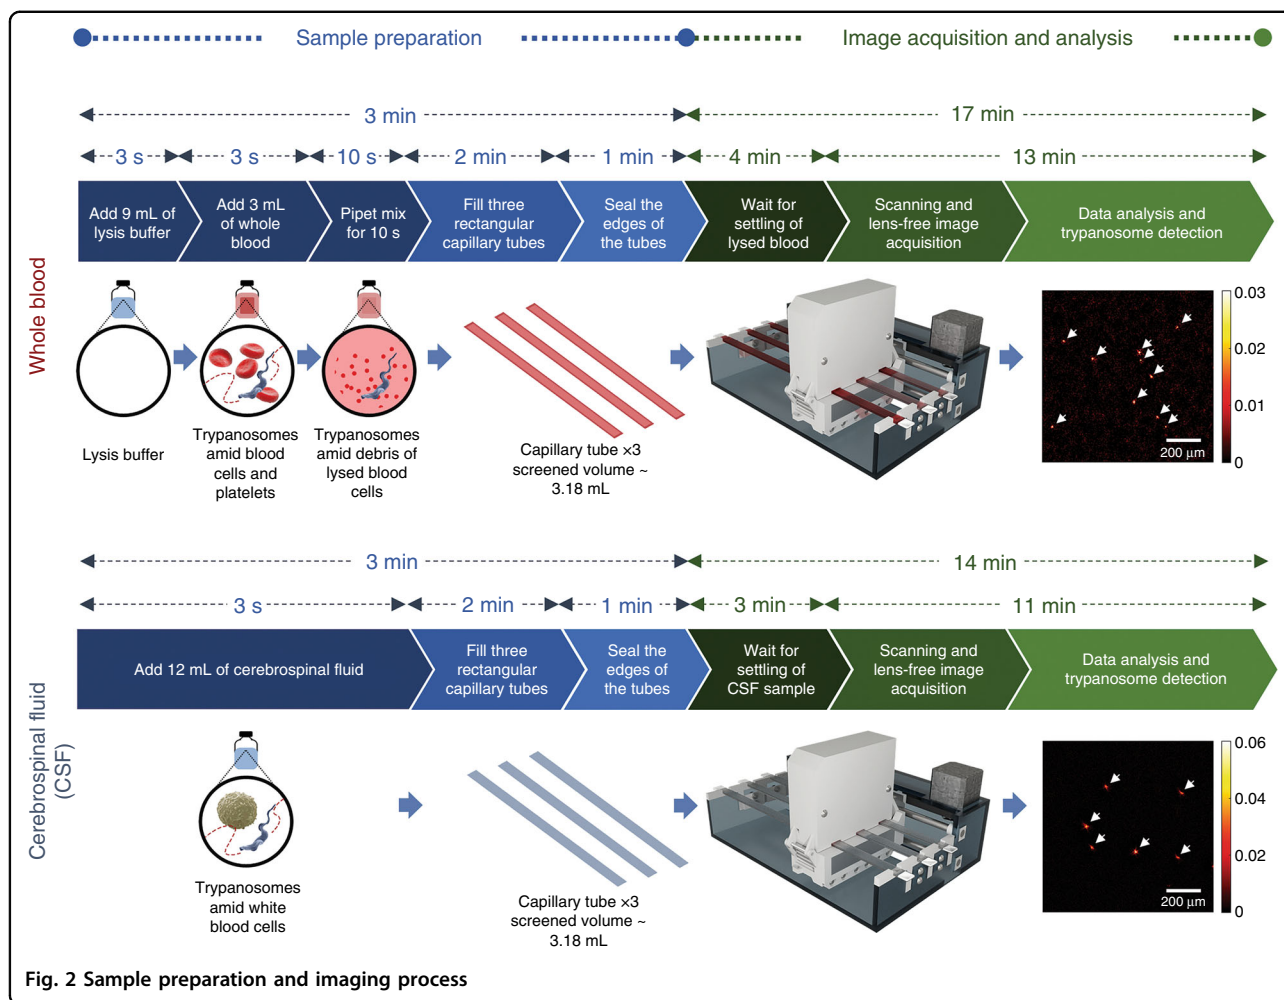 Sample preparation
Image acquisition and analysis
3 min
17 min
3 s
3 s
10 s
2 min
1 min
4 min
13 min
Whole blood
Add 9 mL of
lysis buffer
Add 3 mL
of whole
blood
Pipet mix
for 10 s
Fill three
rectangular
capillary tubes
Seal the
edges of
the tubes
Wait for
settling of
lysed blood
Scanning and
lens-free image
acquisition
Data analysis and
trypanosome detection
Lysis buffer
Trypanosomes
amid blood
cells and
platelets
Trypanosomes
amid debris of
lysed blood
cells
Capillary tube ×3
screened volume ~
3.18 mL
200 μm
0.03
0.02
0.01
0
3 min
14 min
3 s
2 min
1 min
3 min
11 min
Cerebrospinal fluid
(CSF)
Add 12 mL of cerebrospinal fluid
Fill three
rectangular
capillary tubes
Seal the
edges of
the tubes
Wait for
settling of
CSF sample
Scanning and
lens-free image
acquisition
Data analysis and
trypanosome detection
Trypanosomes
amid white
blood cells
Capillary tube ×3
screened volume ~
3.18 mL
200 μm
0.06
0.04
0.02
0
Fig. 2 Sample preparation and imaging process